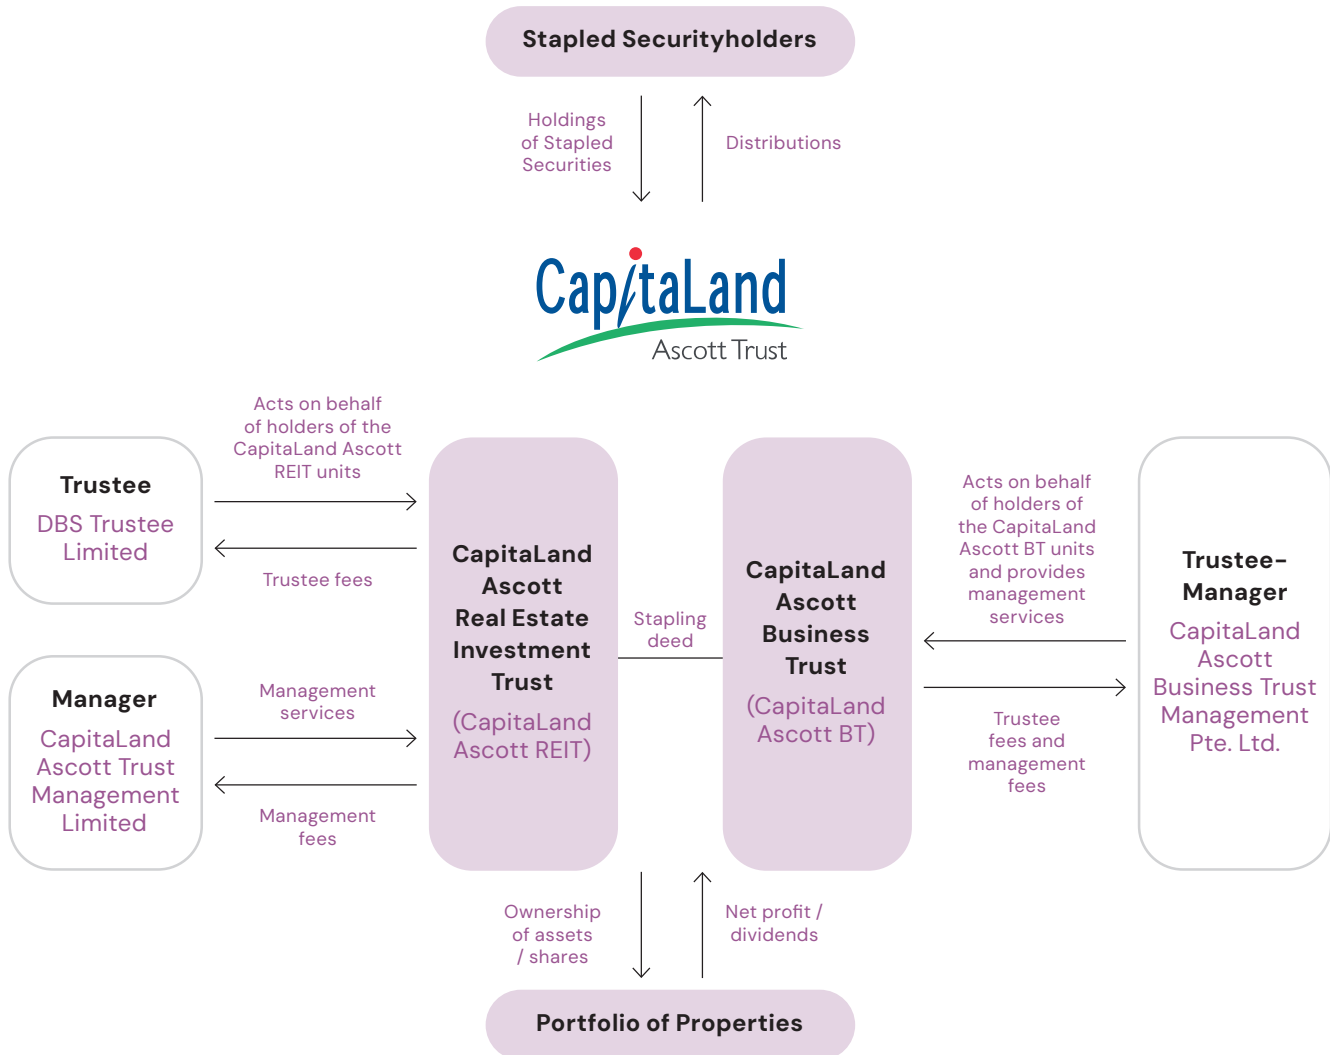 Stapled Securityholders
Holdings
of Stapled
Securities
Distributions
CapitaLand
Ascott Trust
Acts on behalf
of holders of the
CapitaLand Ascott
REIT units
Trustee
DBS Trustee
Limited
Trustee fees
Manager
CapitaLand
Ascott Trust
Management
Limited
Management
services
Management
fees
CapitaLand
Ascott
Real Estate
Investment
Trust
(CapitaLand
Ascott REIT)
Stapling
deed
CapitaLand
Ascott
Business
Trust
(CapitaLand
Ascott BT)
Acts on behalf
of holders of
the CapitaLand
Ascott BT units
and provides
management
services
Trustee
fees and
management
fees
Trustee-
Manager
CapitaLand
Ascott
Business Trust
Management
Pte. Ltd.
Ownership
of assets
/ shares
Net profit /
dividends
Portfolio of Properties